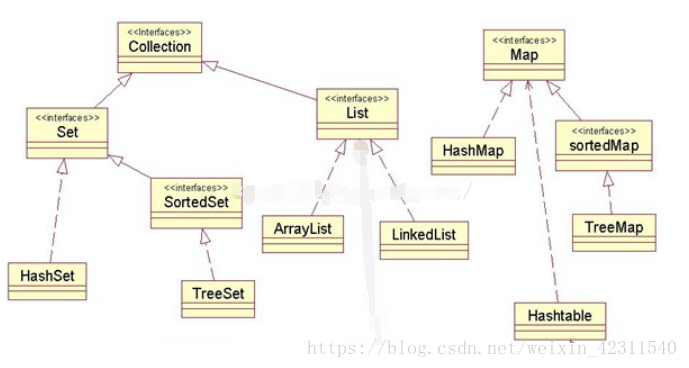 <<Interfaces>>
Collection
<<interfaces>>
Set
<<interfaces>>
List
<<interfaces>>
SortedSet
HashSet
TreeSet
ArrayList
LinkedList
<<interfaces>>
Map
HashMap
<<interfaces>>
sortedMap
TreeMap
Hashtable
https://blog.csdn.net/weixin_42311540